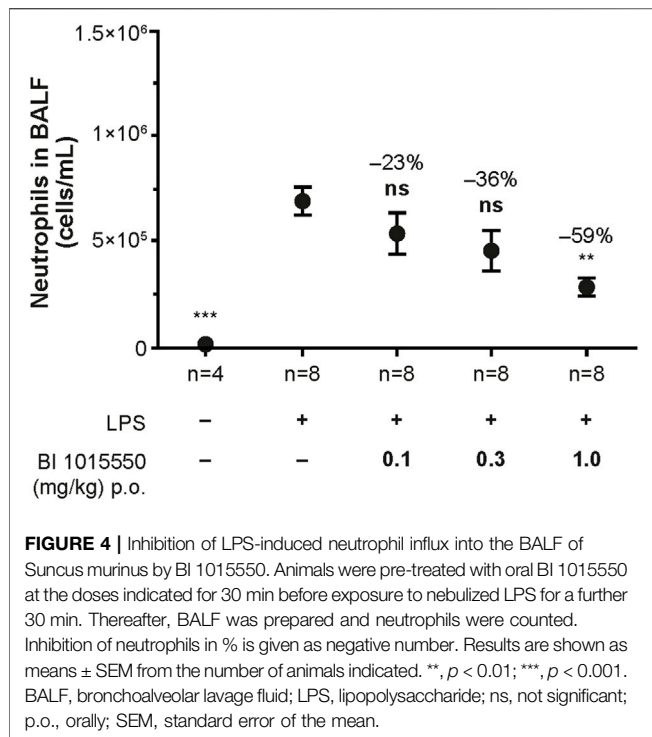 1.5×10⁶
1×10⁶
5×10⁵
0
Neutrophils in BALF
(cells/mL)
***
–23%
ns
–36%
ns
–59%
**
n=4 n=8 n=8 n=8 n=8
LPS – + + + +
BI 1015550 – – 0.1 0.3 1.0
(mg/kg) p.o.
FIGURE 4 | Inhibition of LPS-induced neutrophil influx into the BALF of
Suncus murinus by BI 1015550. Animals were pre-treated with oral BI 1015550
at the doses indicated for 30 min before exposure to nebulized LPS for a further
30 min. Thereafter, BALF was prepared and neutrophils were counted.
Inhibition of neutrophils in % is given as negative number. Results are shown as
means ± SEM from the number of animals indicated. **, p < 0.01; ***, p < 0.001.
BALF, bronchoalveolar lavage fluid; LPS, lipopolysaccharide; ns, not significant;
p.o., orally; SEM, standard error of the mean.